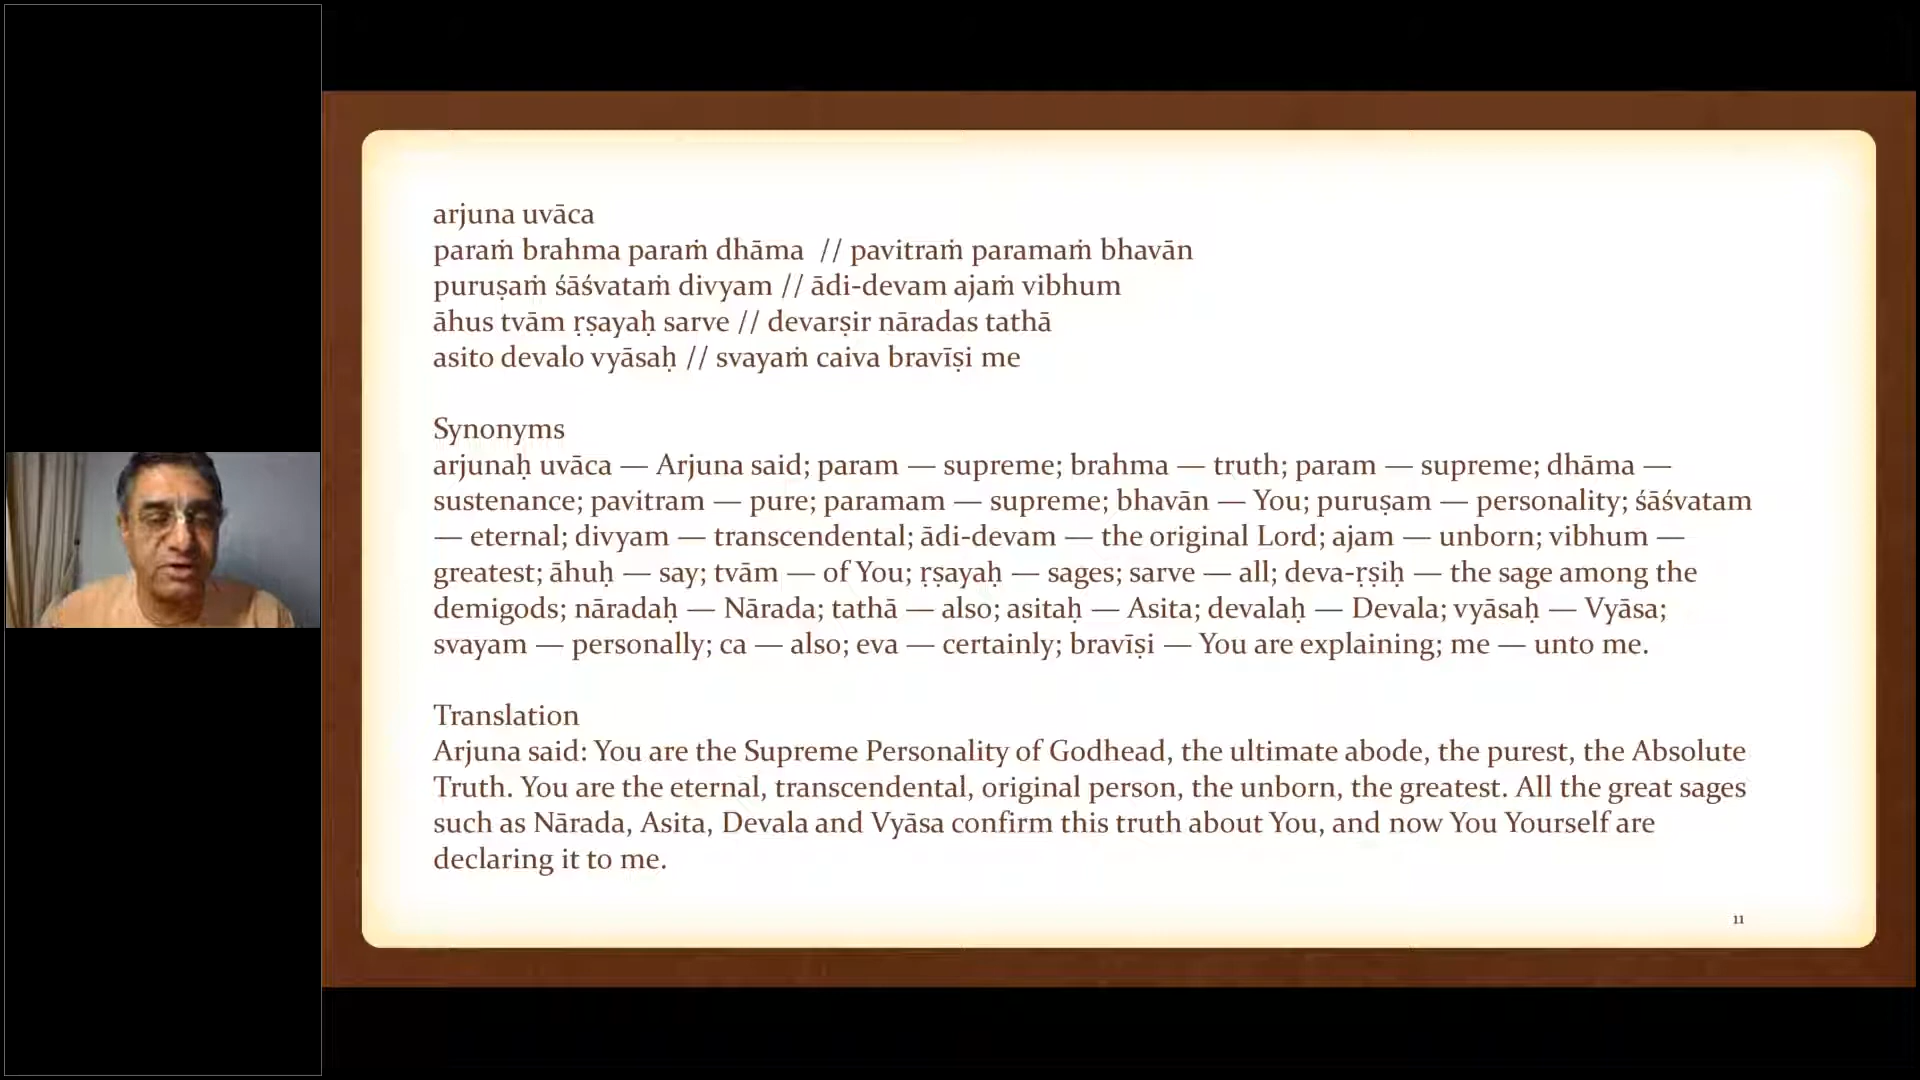 arjuna uvāca
paraṁ brahma paraṁ dhāma // pavitraṁ paramaṁ bhavān
puruṣaṁ śāśvataṁ divyam // ādi-devam ajaṁ vibhum
āhus tvām ṛṣayaḥ sarve // devarṣir nāradas tathā
asito devalo vyāsaḥ // svayaṁ caiva bravīṣi me
Synonyms
arjunaḥ uvāca — Arjuna said; param — supreme; brahma — truth; param — supreme; dhāma —
sustenance; pavitram — pure; paramam — supreme; bhavān — You; puruṣam — personality; śāśvatam
— eternal; divyam — transcendental; ādi-devam — the original Lord; ajam — unborn; vibhum —
greatest; āhuḥ — say; tvām — of You; ṛṣayaḥ — sages; sarve — all; deva-ṛṣiḥ — the sage among the
demigods; nāradaḥ — Nārada; tathā — also; asitaḥ — Asita; devalaḥ — Devala; vyāsaḥ — Vyāsa;
svayam — personally; ca — also; eva — certainly; bravīṣi — You are explaining; me — unto me.
Translation
Arjuna said: You are the Supreme Personality of Godhead, the ultimate abode, the purest, the Absolute
Truth. You are the eternal, transcendental, original person, the unborn, the greatest. All the great sages
such as Nārada, Asita, Devala and Vyāsa confirm this truth about You, and now You Yourself are
declaring it to me.
11